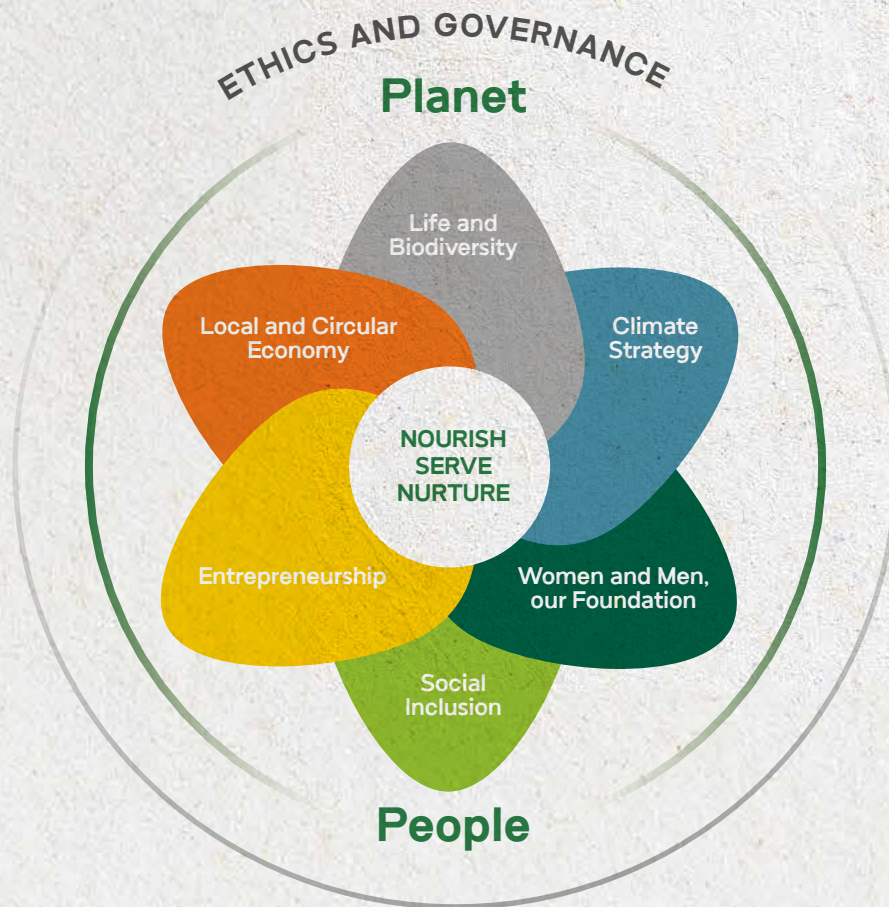 ETHICS AND GOVERNANCE
Planet
Life and
Biodiversity
Local and Circular
Economy
Climate
Strategy
NOURISH
SERVE
NURTURE
Entrepreneurship
Women and Men,
our Foundation
Social
Inclusion
People